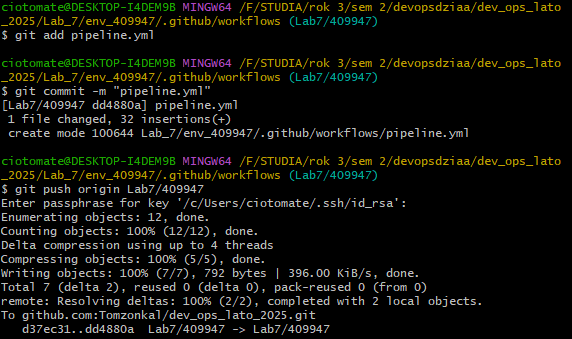 ciotomate@DESKTOP-I4DEM9B MINGW64 /F/STUDIA/rok 3/sem 2/devopsdziaa/dev_ops_lato
_2025/Lab_7/env_409947/.github/workflows (Lab7/409947)
$ git add pipeline.yml
ciotomate@DESKTOP-I4DEM9B MINGW64 /F/STUDIA/rok 3/sem 2/devopsdziaa/dev_ops_lato
_2025/Lab_7/env_409947/.github/workflows (Lab7/409947)
$ git commit -m "pipeline.yml"
[Lab7/409947 dd4880a] pipeline.yml
 1 file changed, 32 insertions(+)
 create mode 100644 Lab_7/env_409947/.github/workflows/pipeline.yml
ciotomate@DESKTOP-I4DEM9B MINGW64 /F/STUDIA/rok 3/sem 2/devopsdziaa/dev_ops_lato
_2025/Lab_7/env_409947/.github/workflows (Lab7/409947)
$ git push origin Lab7/409947
Enter passphrase for key '/c/Users/ciotomate/.ssh/id_rsa':
Enumerating objects: 12, done.
Counting objects: 100% (12/12), done.
Delta compression using up to 4 threads
Compressing objects: 100% (5/5), done.
Writing objects: 100% (7/7), 792 bytes | 396.00 KiB/s, done.
Total 7 (delta 2), reused 0 (delta 0), pack-reused 0 (from 0)
remote: Resolving deltas: 100% (2/2), completed with 2 local objects.
To github.com:Tomzonkal/dev_ops_lato_2025.git
   d37ec31..dd4880a  Lab7/409947 -> Lab7/409947